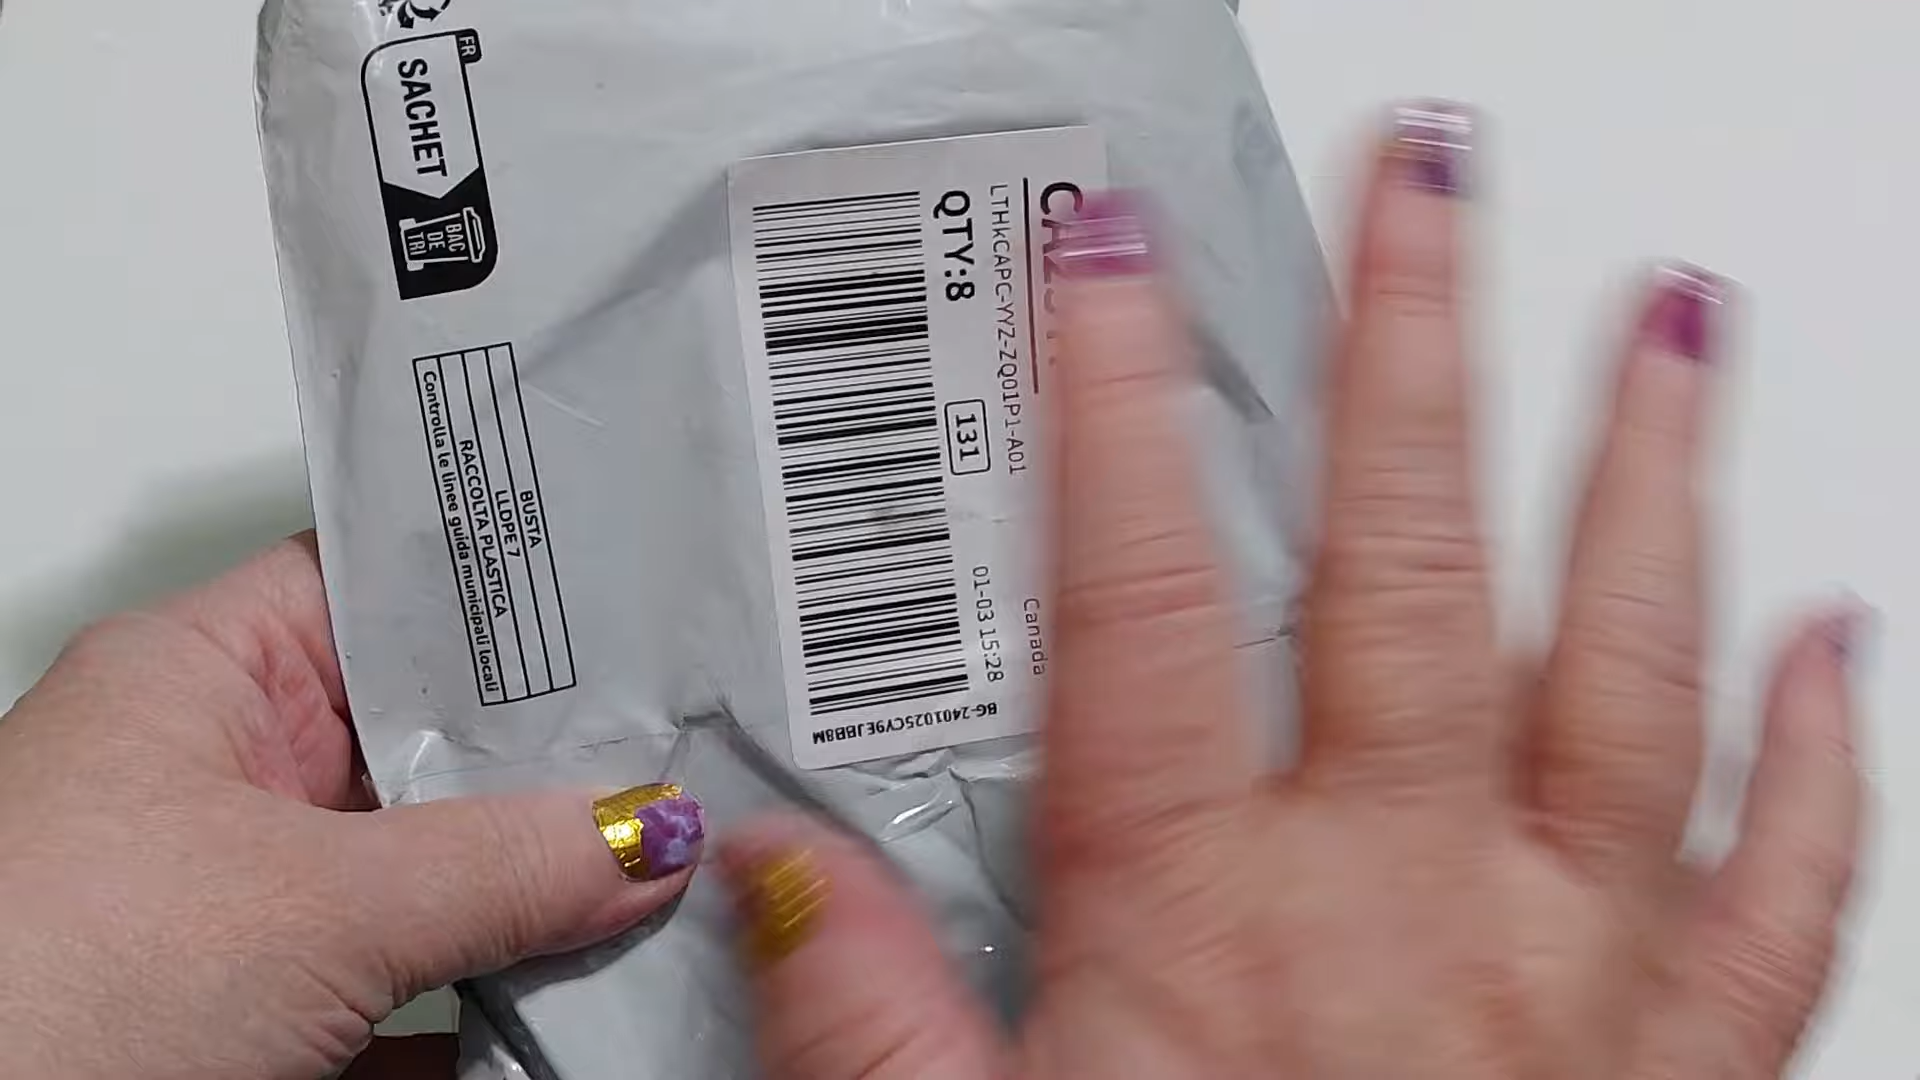 FR
SACHET
BAC
DE
TRI
BUSTA
LLDPE 7
RACCOLTA PLASTICA
Controlla le linee guida municipali locali
Canada
LTHkCAPC-YYZ-ZQ01P1-A01
01-03 15:28
QTY:8
131
BG-2401025CY9EJBB8M